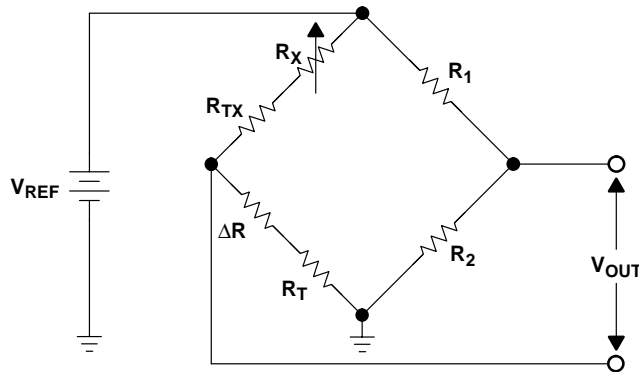 R_X
R_1
R_TX
V_REF
ΔR
R_2
R_T
V_OUT